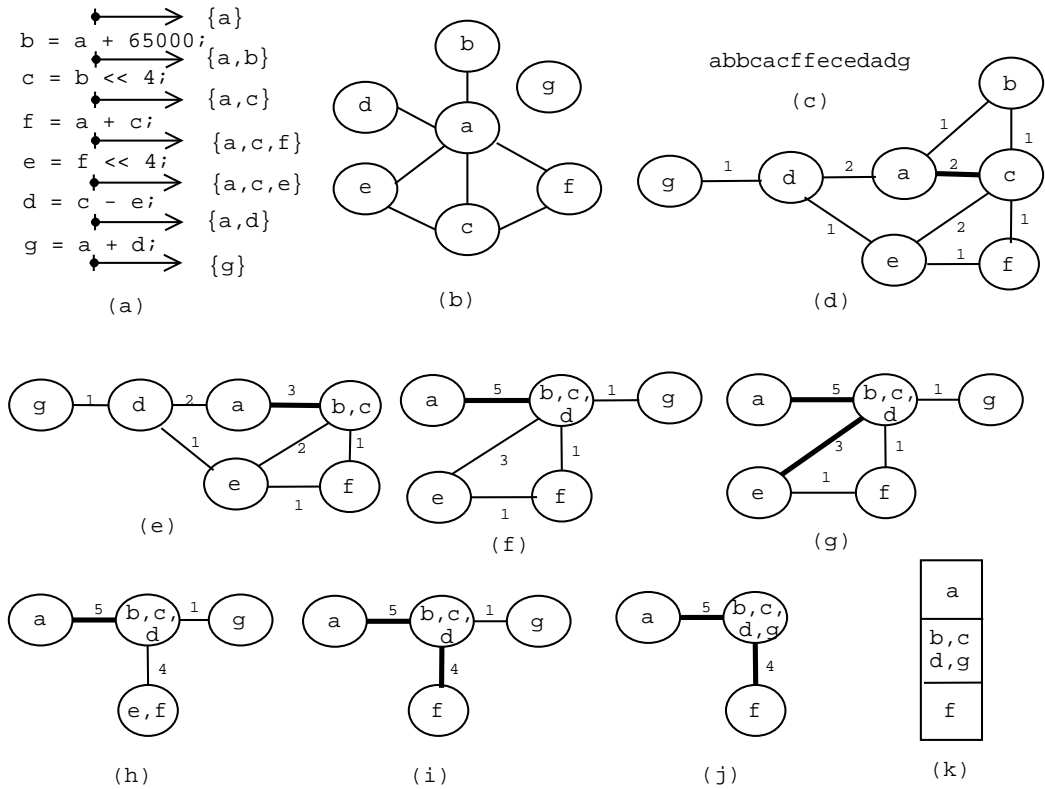 {a}
b = a + 65000;
{a,b}
c = b << 4;
{a,c}
f = a + c;
{a,c,f}
e = f << 4;
{a,c,e}
d = c - e;
{a,d}
g = a + d;
{g}
(a)
b
g
d
a
e
f
c
(b)
abbcacffecedadg
(c)
b
1
1
g
1
d
2
a
2
c
1
2
1
e
1
f
(d)
g
1
d
2
a
3
b,c
1
2
1
e
1
f
(e)
a
5
b,c,
d
1
g
3
1
e
1
f
(f)
a
5
b,c,
d
1
g
3
1
e
1
f
(g)
a
5
b,c,
d
1
g
4
e,f
(h)
a
5
b,c,
d
1
g
4
f
(i)
a
5
b,c,
d,g
4
f
(j)
a
b,c
d,g
f
(k)